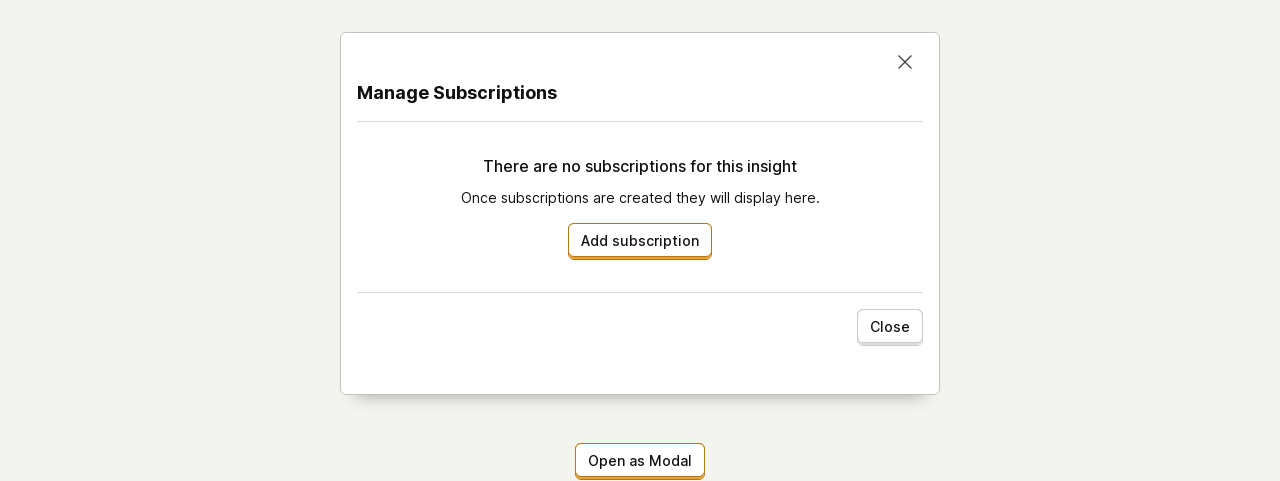 Manage Subscriptions
There are no subscriptions for this insight
Once subscriptions are created they will display here.
Add subscription
Close
Open as Modal